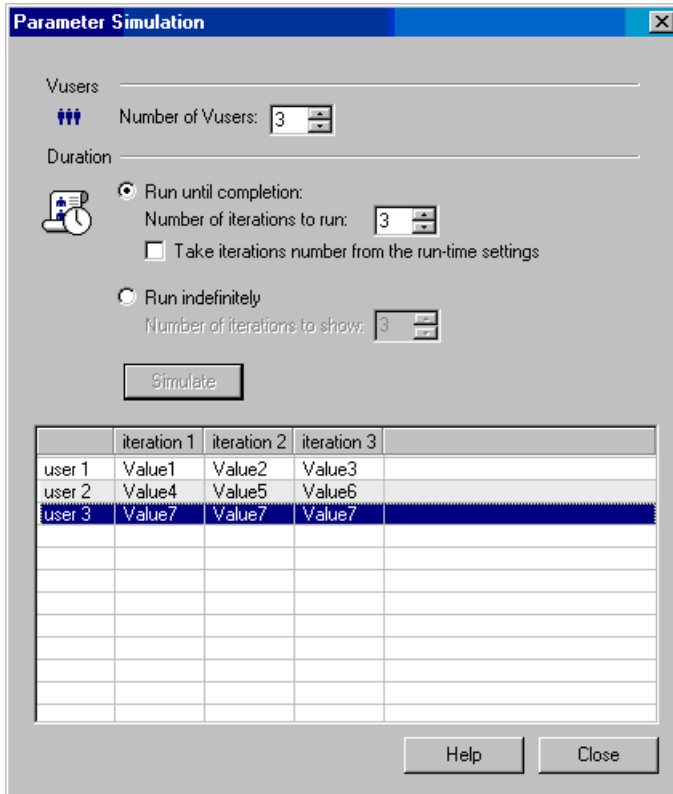 Parameter Simulation
Vusers
Number of Vusers: 3
Duration
Run until completion:
Number of iterations to run: 3
Take iterations number from the run-time settings
Run indefinitely
Number of iterations to show: 3
Simulate
iteration 1 iteration 2 iteration 3
user 1 Value1 Value2 Value3
user 2 Value4 Value5 Value6
user 3 Value7 Value7 Value7
Help Close